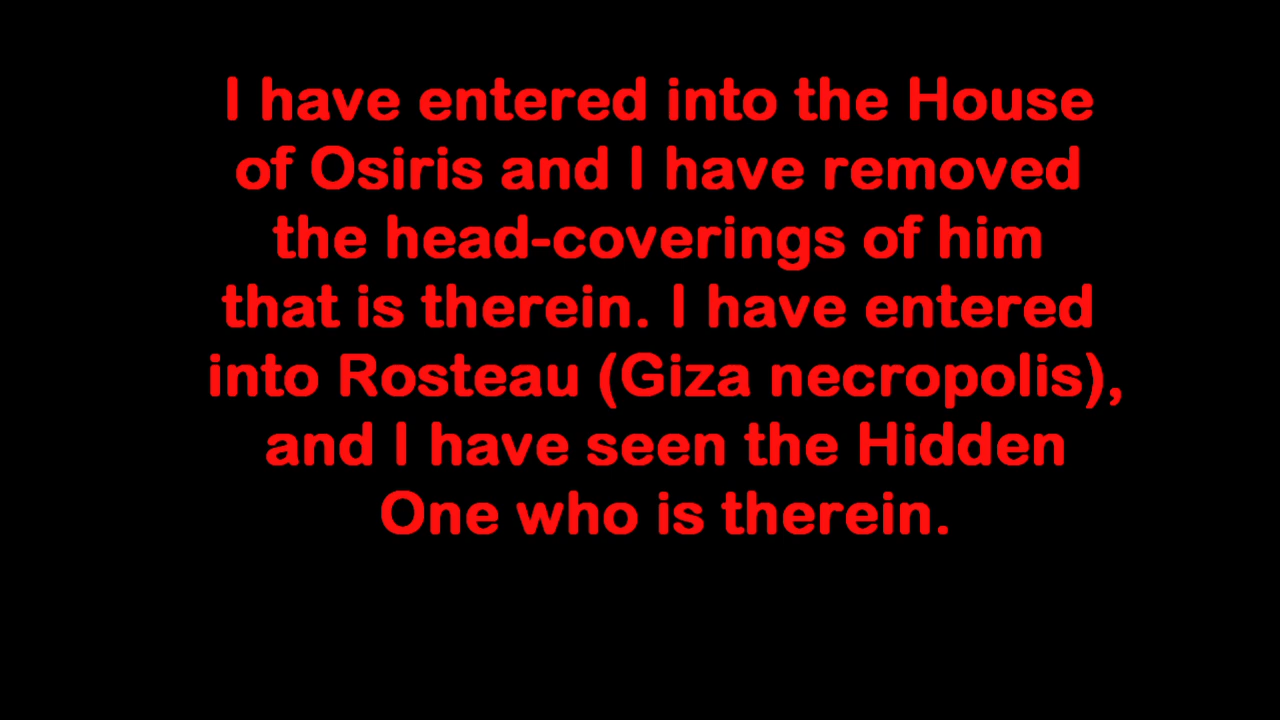 I have entered into the House
of Osiris and I have removed
the head-coverings of him
that is therein. I have entered
into Rosteau (Giza necropolis),
and I have seen the Hidden
One who is therein.